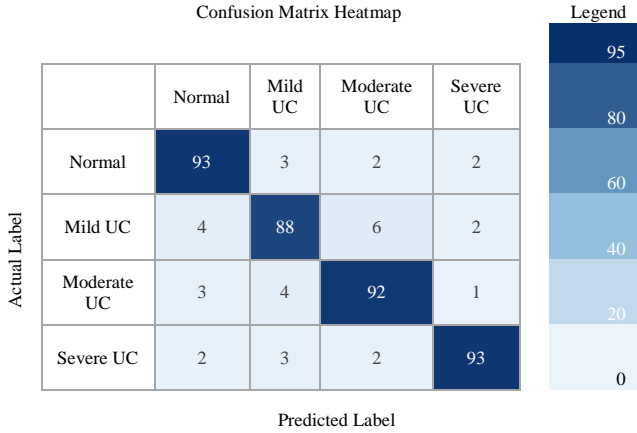 Confusion Matrix Heatmap
Legend
Normal
Mild
UC
Moderate
UC
Severe
UC
Normal 93 3 2 2
Mild UC 4 88 6 2
Moderate
UC
3 4 92 1
Severe UC 2 3 2 93
Actual Label
Predicted Label
95
80
60
40
20
0